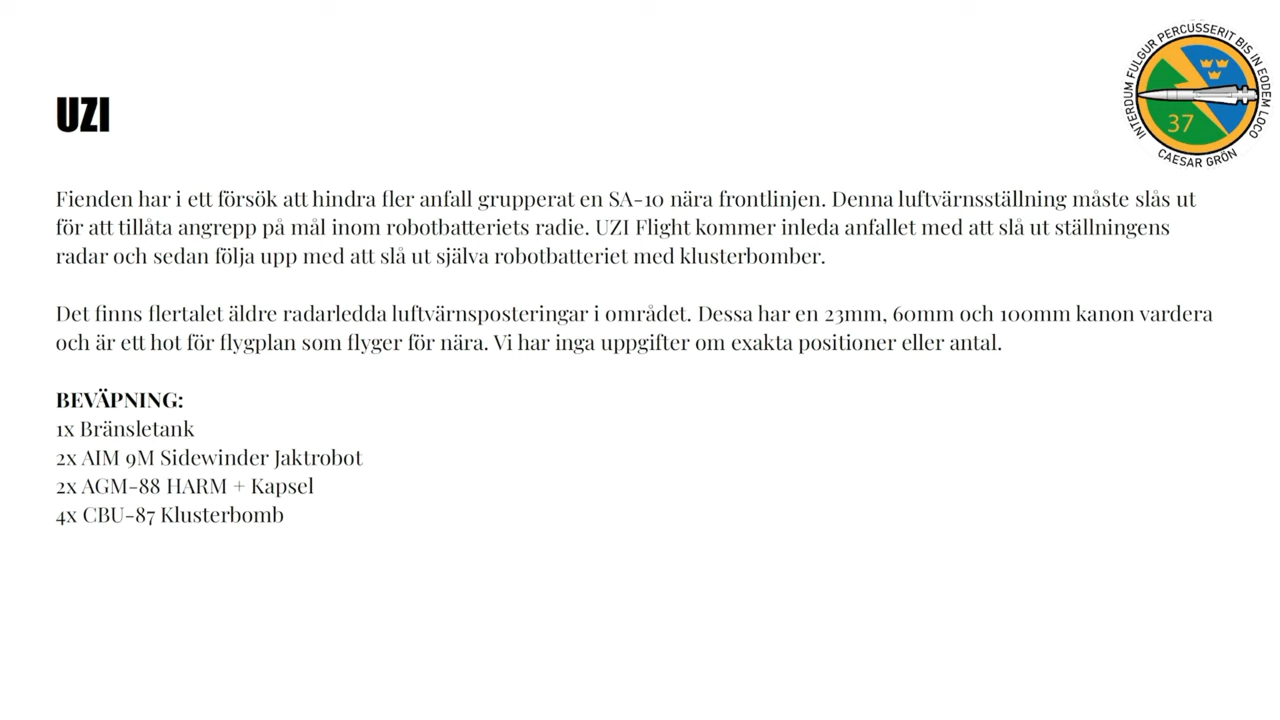 INTERDUM FULGUR PERCUSSERIT BIS IN EODEM LOCO
37
CAESAR GRÖN
UZI
Fienden har i ett försök att hindra fler anfall grupperat en SA-10 nära frontlinjen. Denna luftvärnsställning måste slås ut
för att tillåta angrepp på mål inom robotbatteriets radie. UZI Flight kommer inleda anfallet med att slå ut ställningens
radar och sedan följa upp med att slå ut själva robotbatteriet med klusterbomber.
Det finns flertalet äldre radarledda luftvärnsposteringar i området. Dessa har en 23mm, 60mm och 100mm kanon vardera
och är ett hot för flygplan som flyger för nära. Vi har inga uppgifter om exakta positioner eller antal.
BEVÄPNING:
1x Bränsletank
2x AIM 9M Sidewinder Jaktrobot
2x AGM-88 HARM + Kapsel
4x CBU-87 Klusterbomb